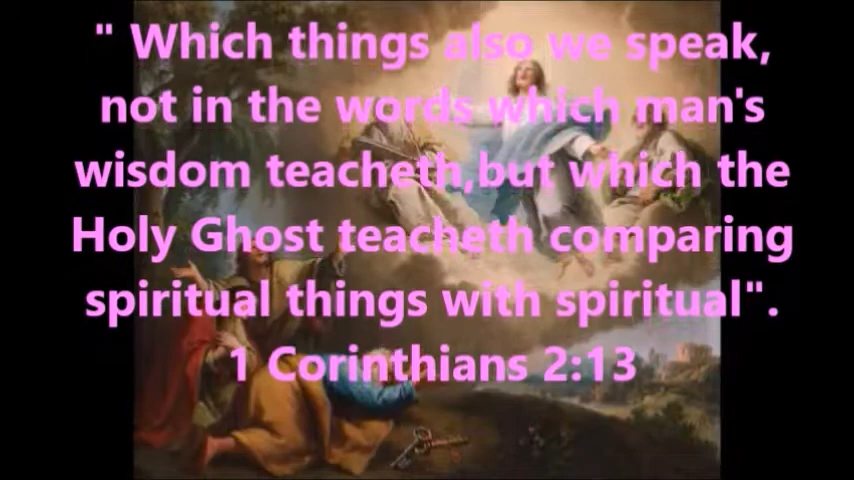 " Which things also we speak,
not in the words which man's
wisdom teacheth,but which the
Holy Ghost teacheth comparing
spiritual things with spiritual".
1 Corinthians 2:13